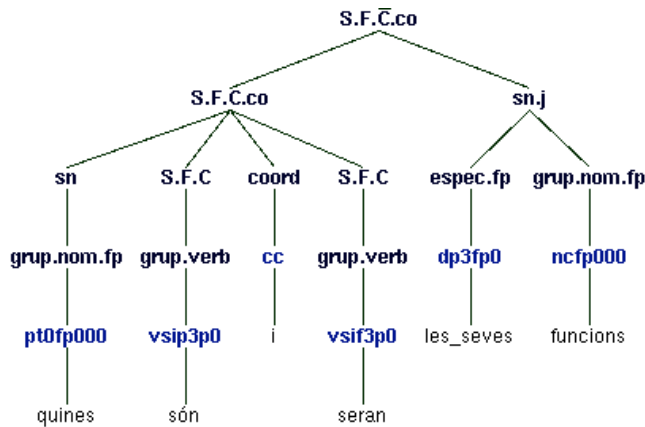 S.F.C̅.co
S.F.C.co sn.j
sn S.F.C coord S.F.C espec.fp grup.nom.fp
grup.nom.fp grup.verb cc grup.verb dp3fp0 ncfp000
pt0fp000 vsip3p0 i vsif3p0 les_seves funcions
quines són seran